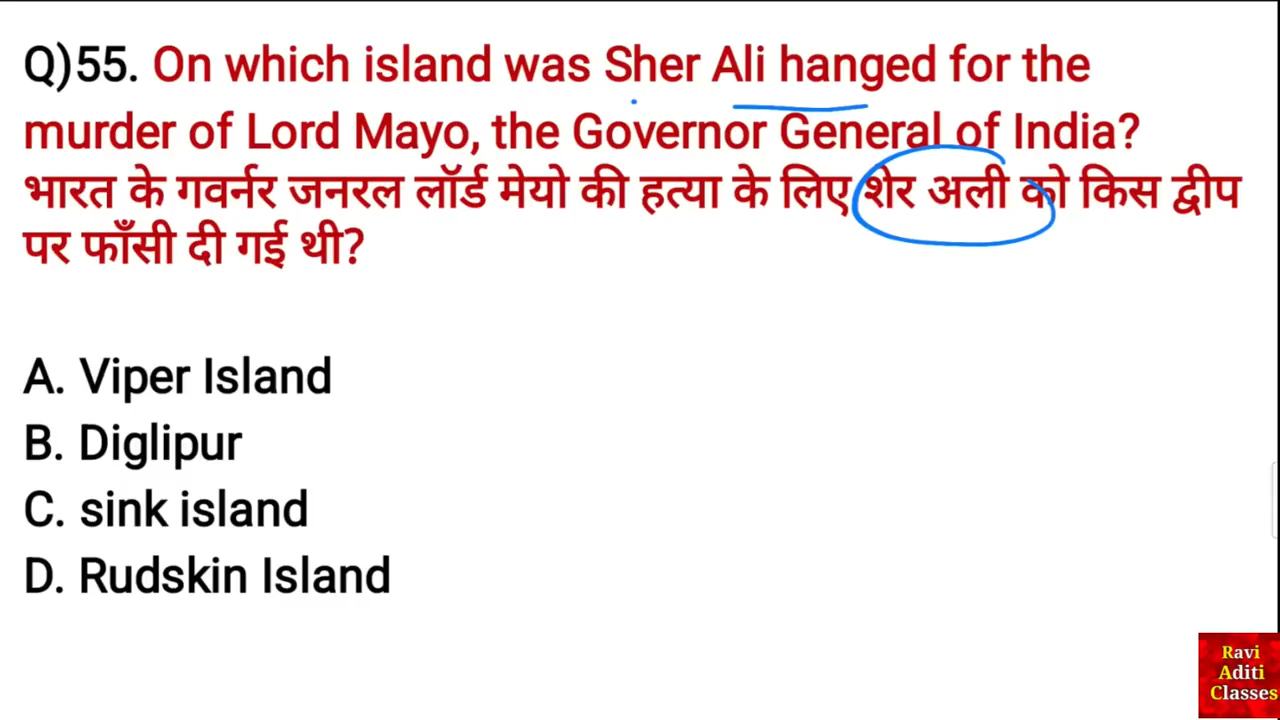 Q)55. On which island was Sher Ali hanged for the
murder of Lord Mayo, the Governor General of India?
भारत के गवर्नर जनरल लॉर्ड मेयो की हत्या के लिए शेर अली को किस द्वीप
पर फाँसी दी गई थी?
A. Viper Island
B. Diglipur
C. sink island
D. Rudskin Island
Ravi
Aditi
Classes